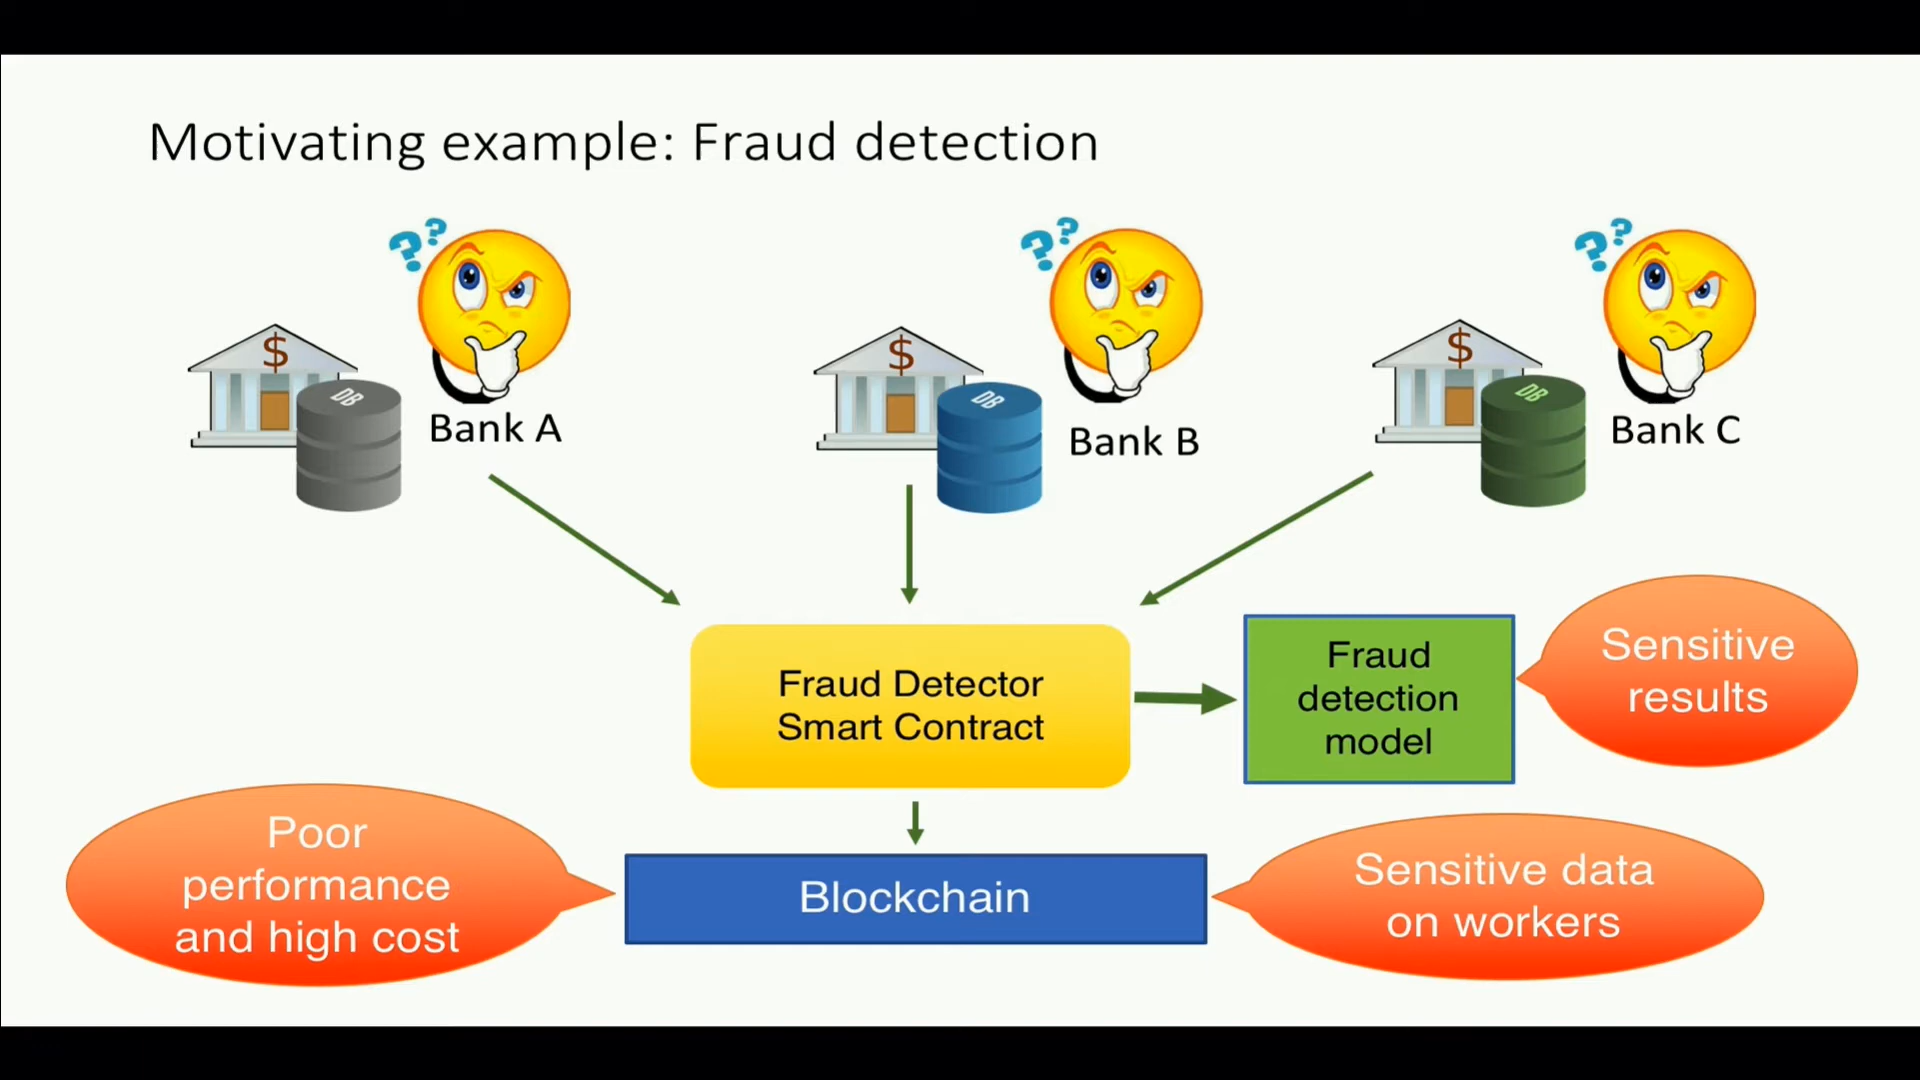 Motivating example: Fraud detection
? ?
? ?
? ?
$
DB
Bank A
$
DB
Bank B
$
DB
Bank C
Fraud Detector
Smart Contract
Fraud
detection
model
Sensitive
results
Poor
performance
and high cost
Blockchain
Sensitive data
on workers